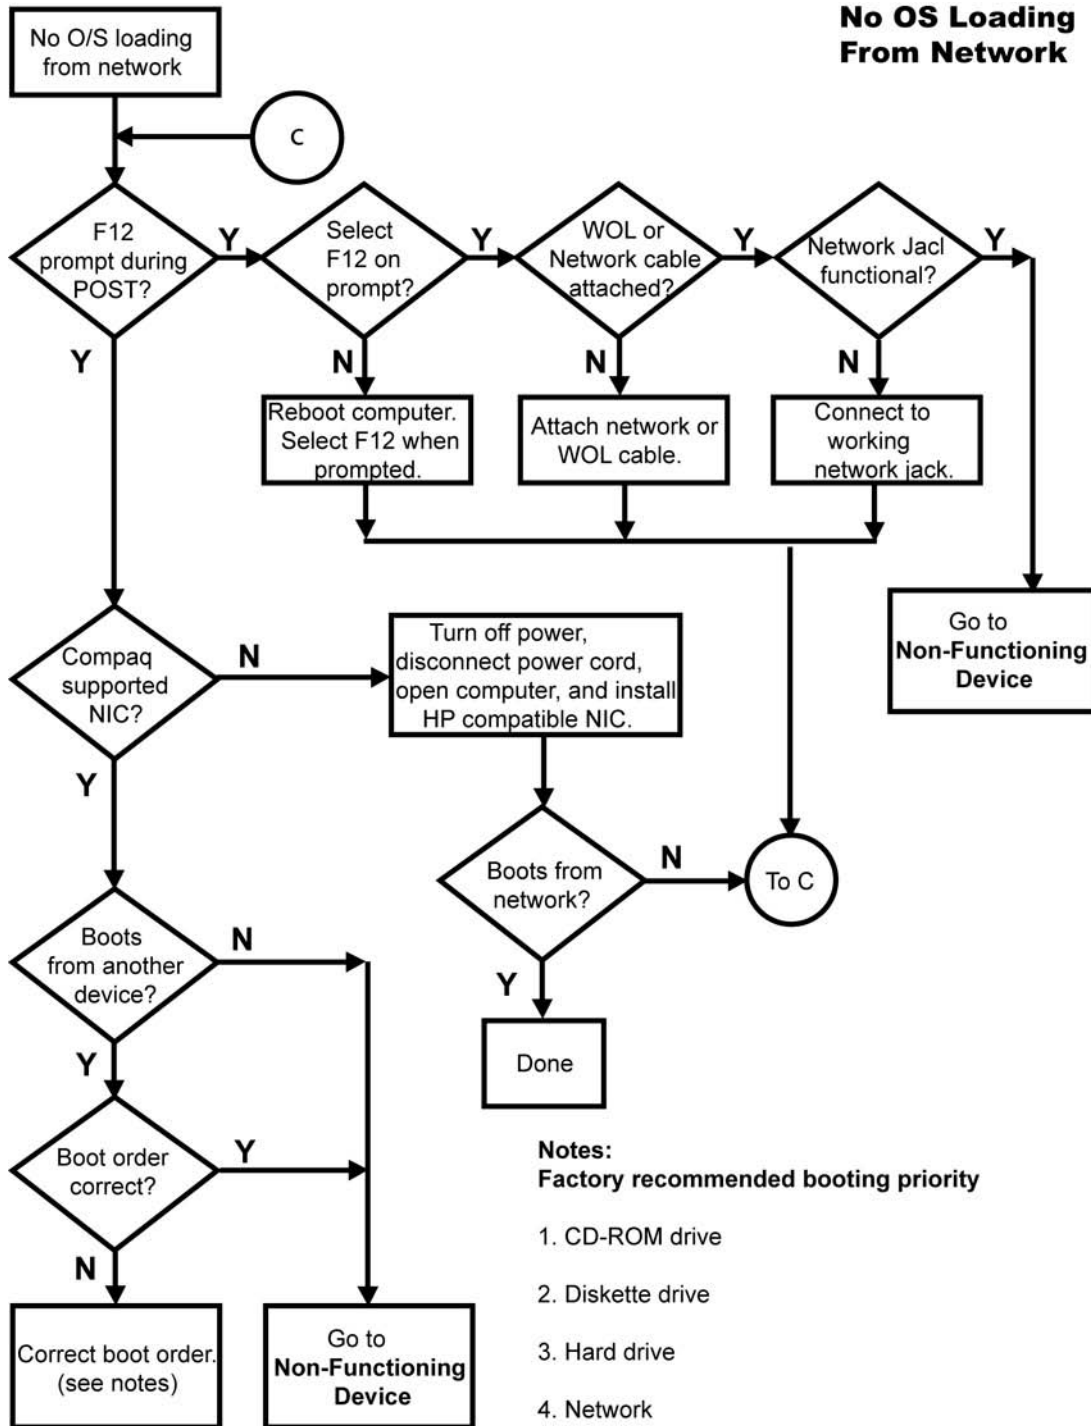 No OS Loading
From Network
No O/S loading
from network
C
F12
prompt during
POST?
Y
Select
F12 on
prompt?
Y
WOL or
Network cable
attached?
Y
Network Jacl
functional?
Y
Y
N
N
N
Reboot computer.
Select F12 when
prompted.
Attach network or
WOL cable.
Connect to
working
network jack.
Go to
Non-Functioning
Device
Compaq
supported
NIC?
N
Turn off power,
disconnect power cord,
open computer, and install
HP compatible NIC.
Y
Boots from
network?
N
To C
Y
Done
Boots
from another
device?
N
Y
Boot order
correct?
Y
N
Correct boot order.
(see notes)
Go to
Non-Functioning
Device
Notes:
Factory recommended booting priority
1. CD-ROM drive
2. Diskette drive
3. Hard drive
4. Network